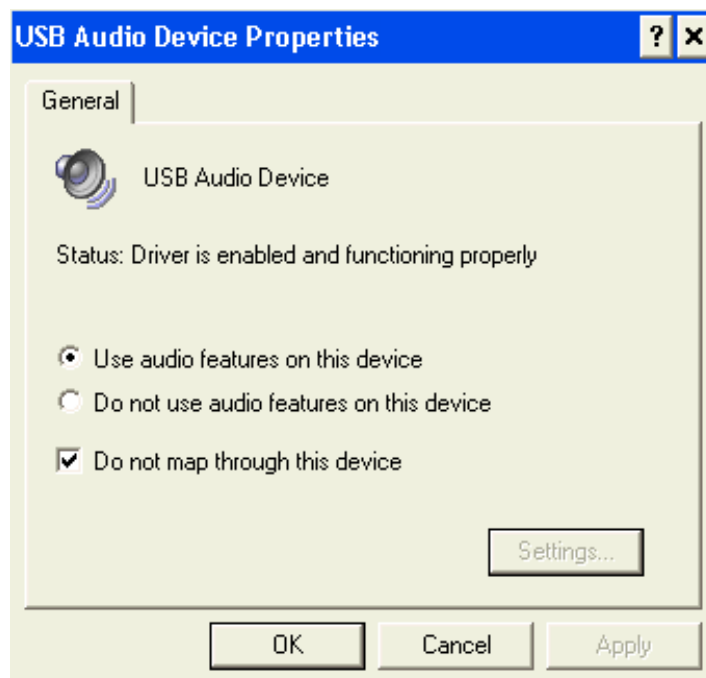 USB Audio Device Properties
General
USB Audio Device
Status: Driver is enabled and functioning properly
Use audio features on this device
Do not use audio features on this device
Do not map through this device
Settings...
OK Cancel Apply